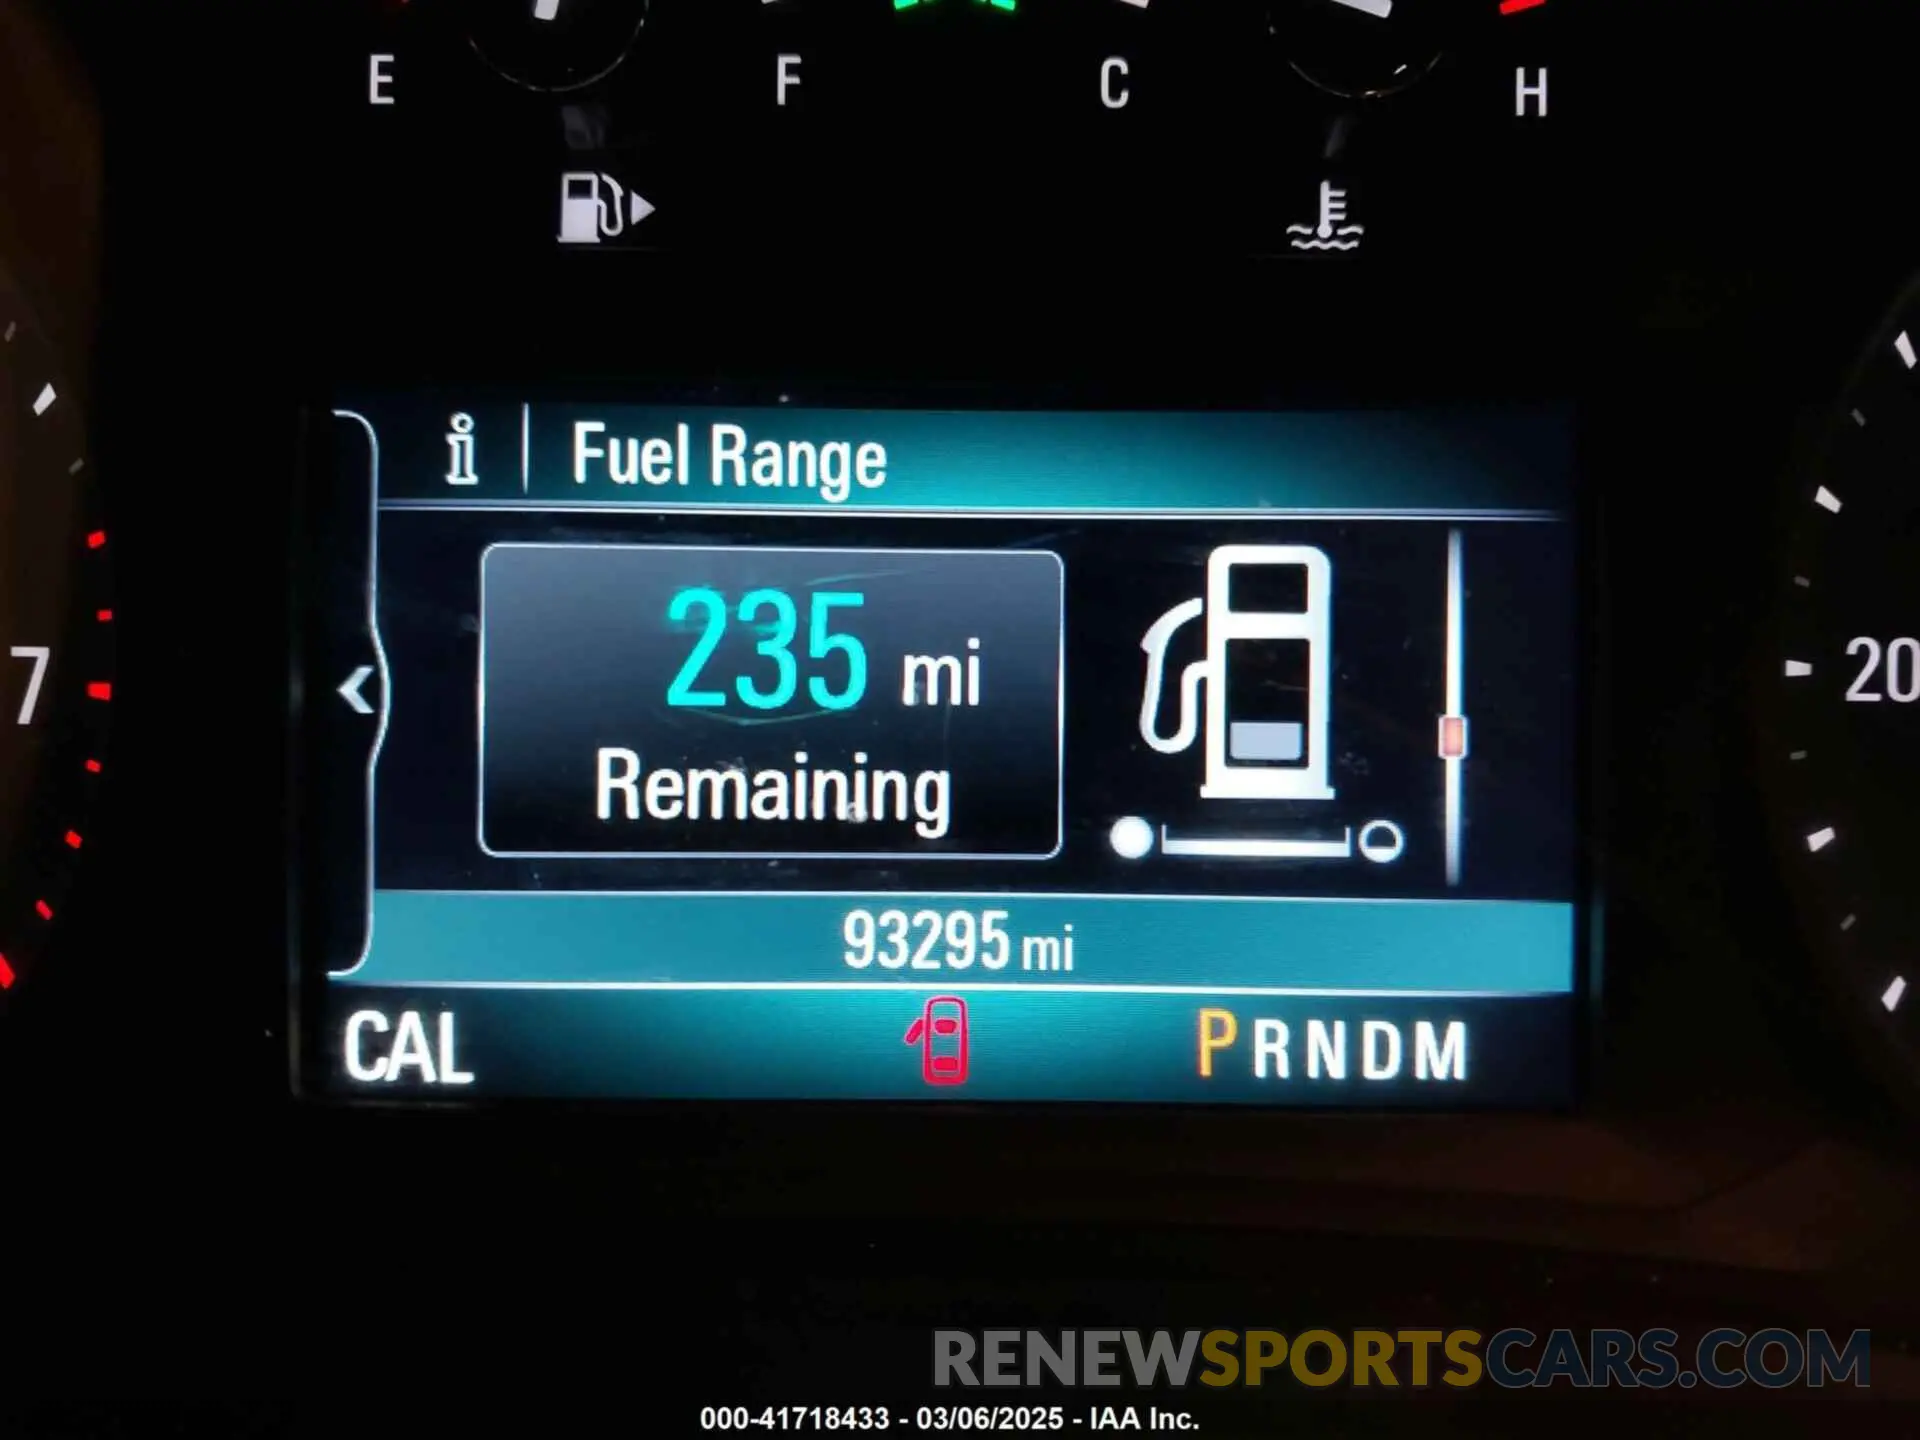 E F C H
Fuel Range
235 mi
Remaining
7
20
93295 mi
CAL
P R N D M
RENEWSPORTSCARS.COM
000-41718433 - 03/06/2025 - IAA Inc.